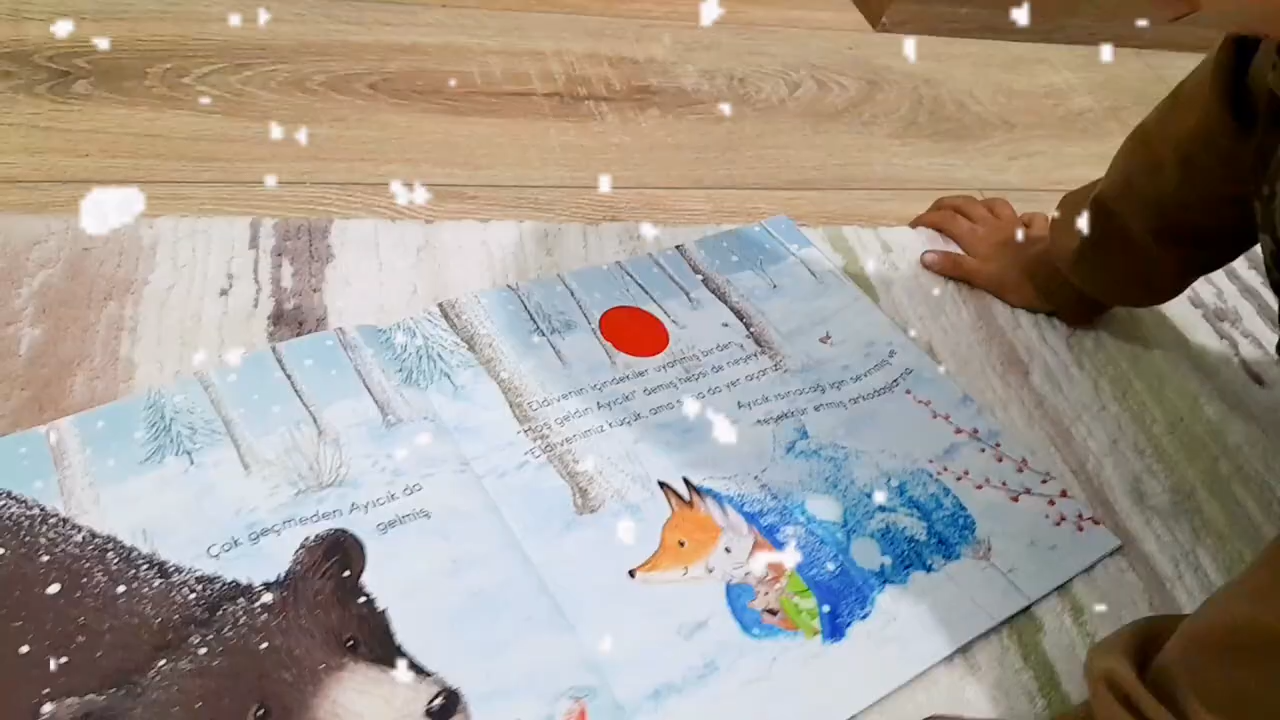 Çok geçmeden Ayıcık da
gelmiş.
Eldivenin içindekiler uyanmış birden,
"Hoş geldin Ayıcık!" demiş hepsi de neşeyle.
"Eldivenimiz küçük, ama sana da yer açarız!"
Ayıcık ısınacağı için sevinmiş ve
teşekkür etmiş arkadaşlarına.